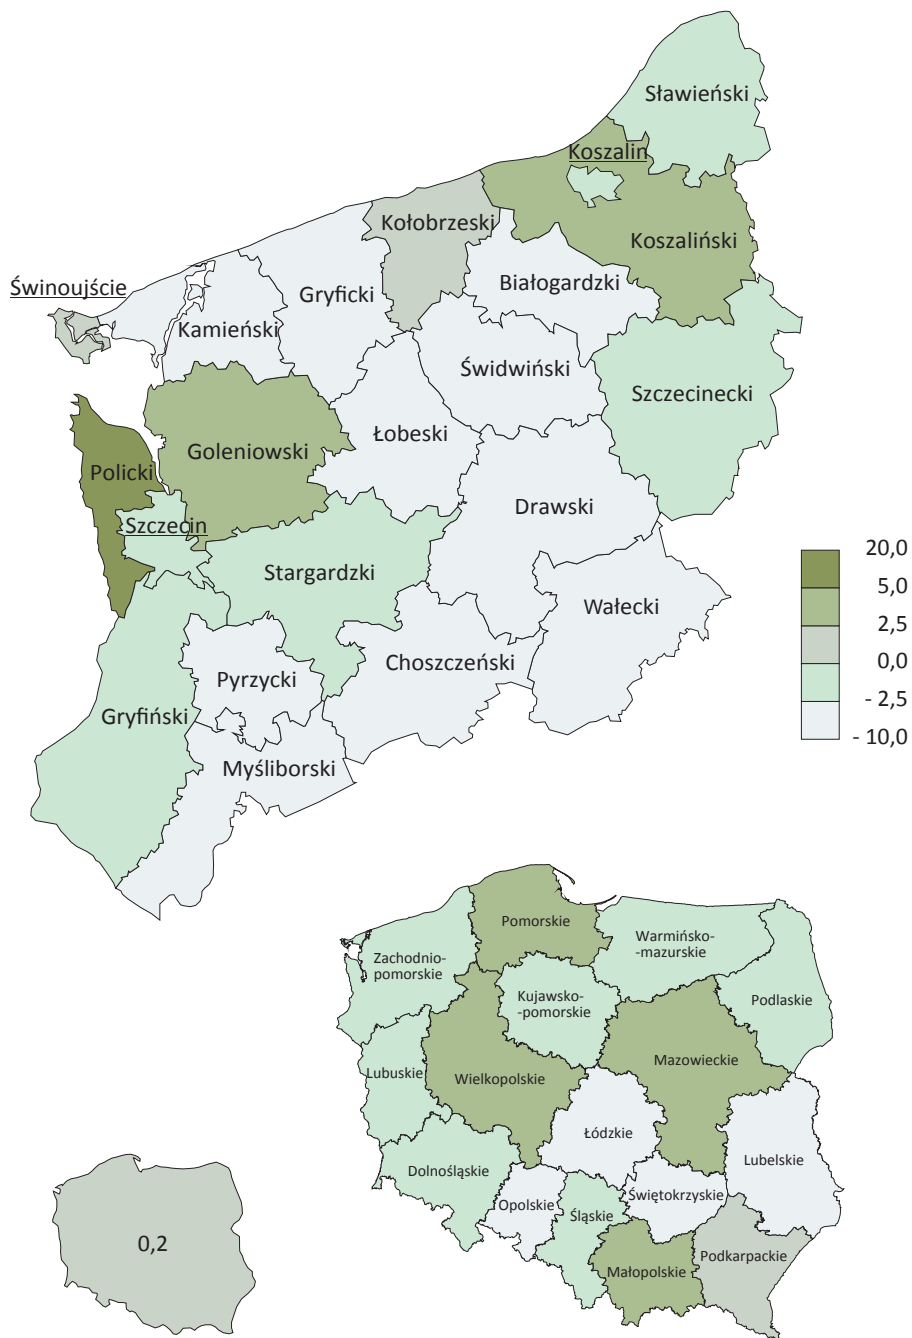 Sławieński
Koszalin
Kołobrzeski
Koszaliński
Białogardzki
Świnoujście
Gryficki
Kamieński
Świdwiński
Szczecinecki
Łobeski
Goleniowski
Policki
Drawski
Szczecin
Stargardzki
Wałecki
Choszczeński
Pyrzycki
Gryfiński
Myśliborski
20,0
5,0
2,5
0,0
- 2,5
- 10,0
Pomorskie
Warmińsko-
-mazurskie
Zachodnio-
pomorskie
Kujawsko-
-pomorskie
Podlaskie
Mazowieckie
Lubuskie
Wielkopolskie
Łódzkie
Lubelskie
Dolnośląskie
Świętokrzyskie
Opolskie
Śląskie
Podkarpackie
Małopolskie
0,2